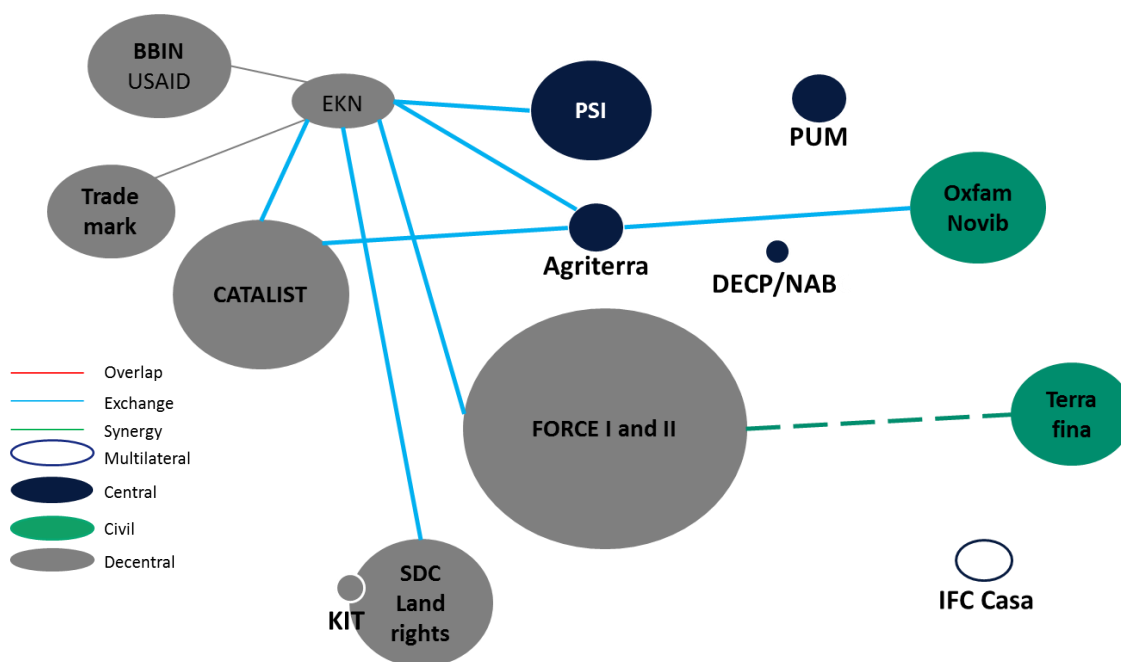 BBIN
USAID
EKN
PSI
PUM
Trade
mark
Oxfam
Novib
Agriterra
DECP/NAB
CATALIST
Overlap
Exchange
Synergy
Multilateral
Central
Civil
Decentral
FORCE I and II
Terra
fina
SDC
Land
rights
KIT
IFC Casa